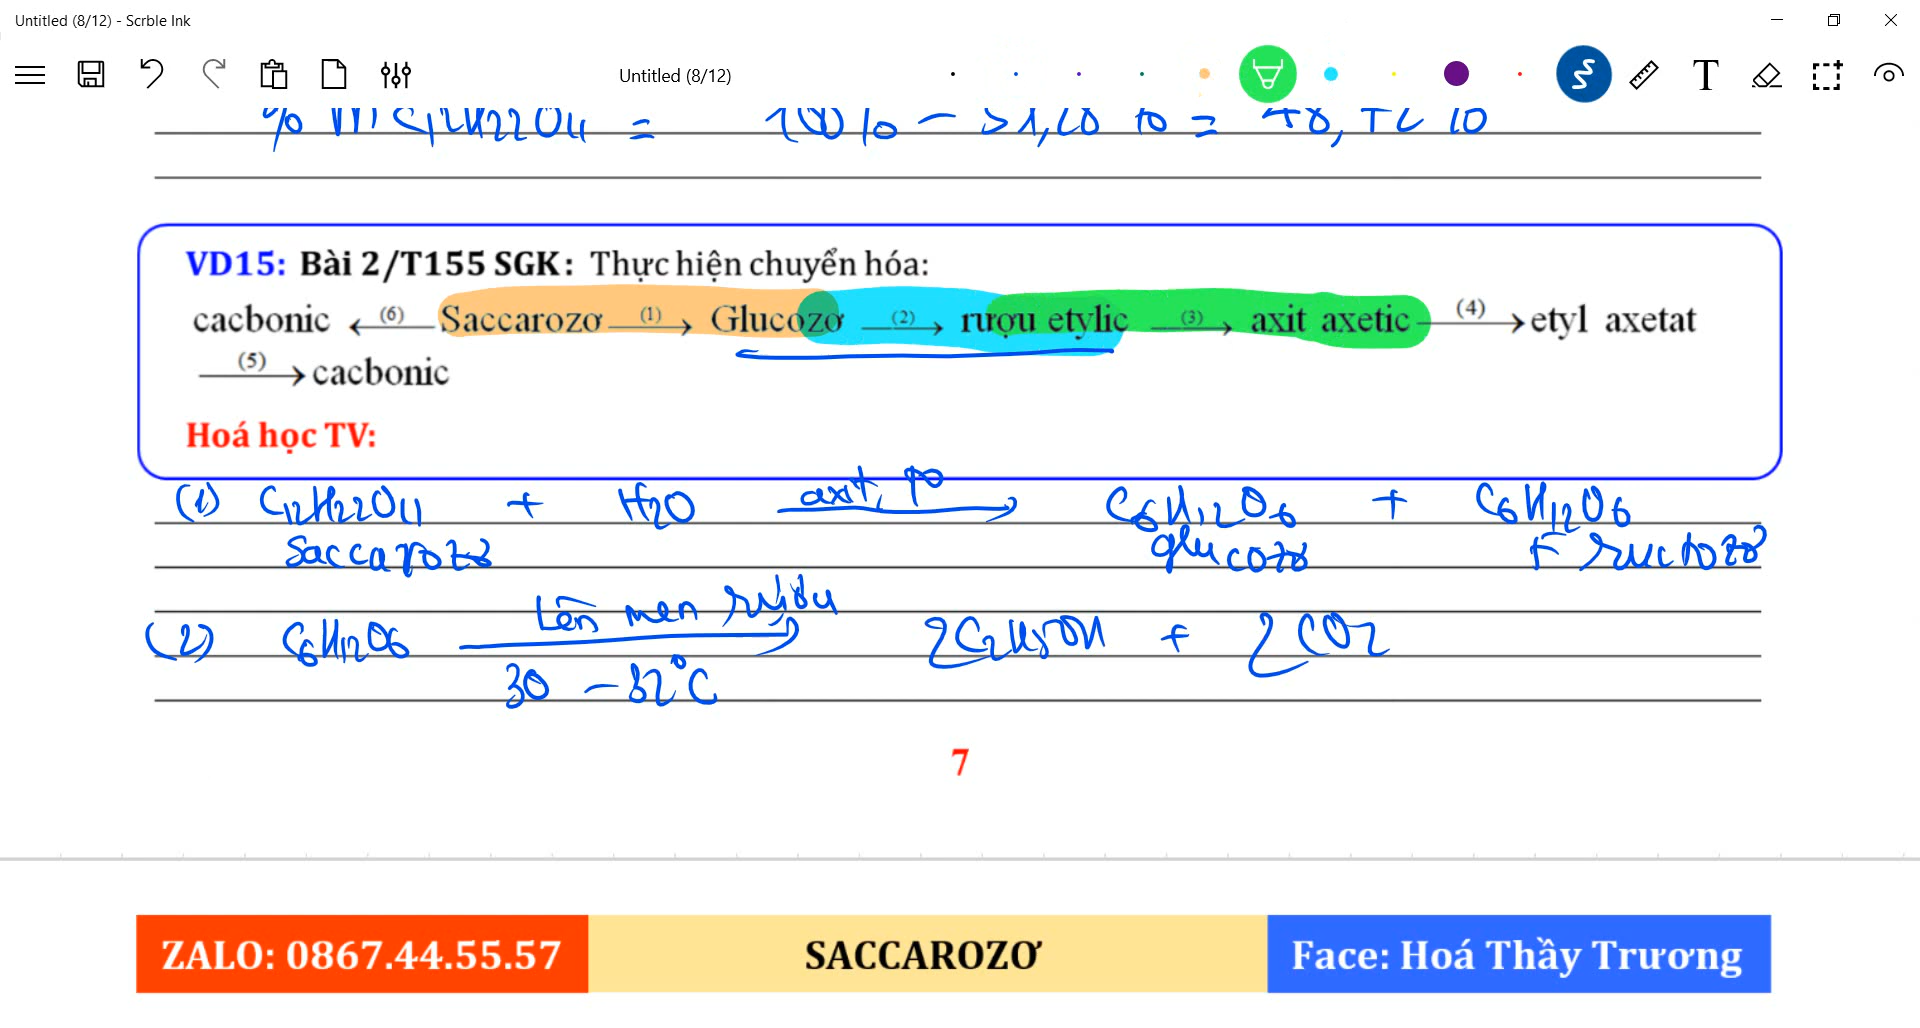 Untitled (8/12) - Scrble Ink
Untitled (8/12)
% m C12H22O11 = 100% -
VD15: Bài 2/T155 SGK: Thực hiện chuyển hóa:
cacbonic ←(6) Saccarozơ (1)→ Glucozơ (2)→ rượu etylic (3)→ axit axetic (4)→ etyl axetat
(5)→ cacbonic
Hoá học TV:
(1) C12H22O11 + H2O axit, t° → C6H12O6 + C6H12O6
saccarozơ glucozơ Fructozơ
Lên men rượu
(2) C6H12O6 → 2C2H5OH + 2CO2
30 - 32°C
7
ZALO: 0867.44.55.57 SACCAROZƠ Face: Hoá Thầy Trương